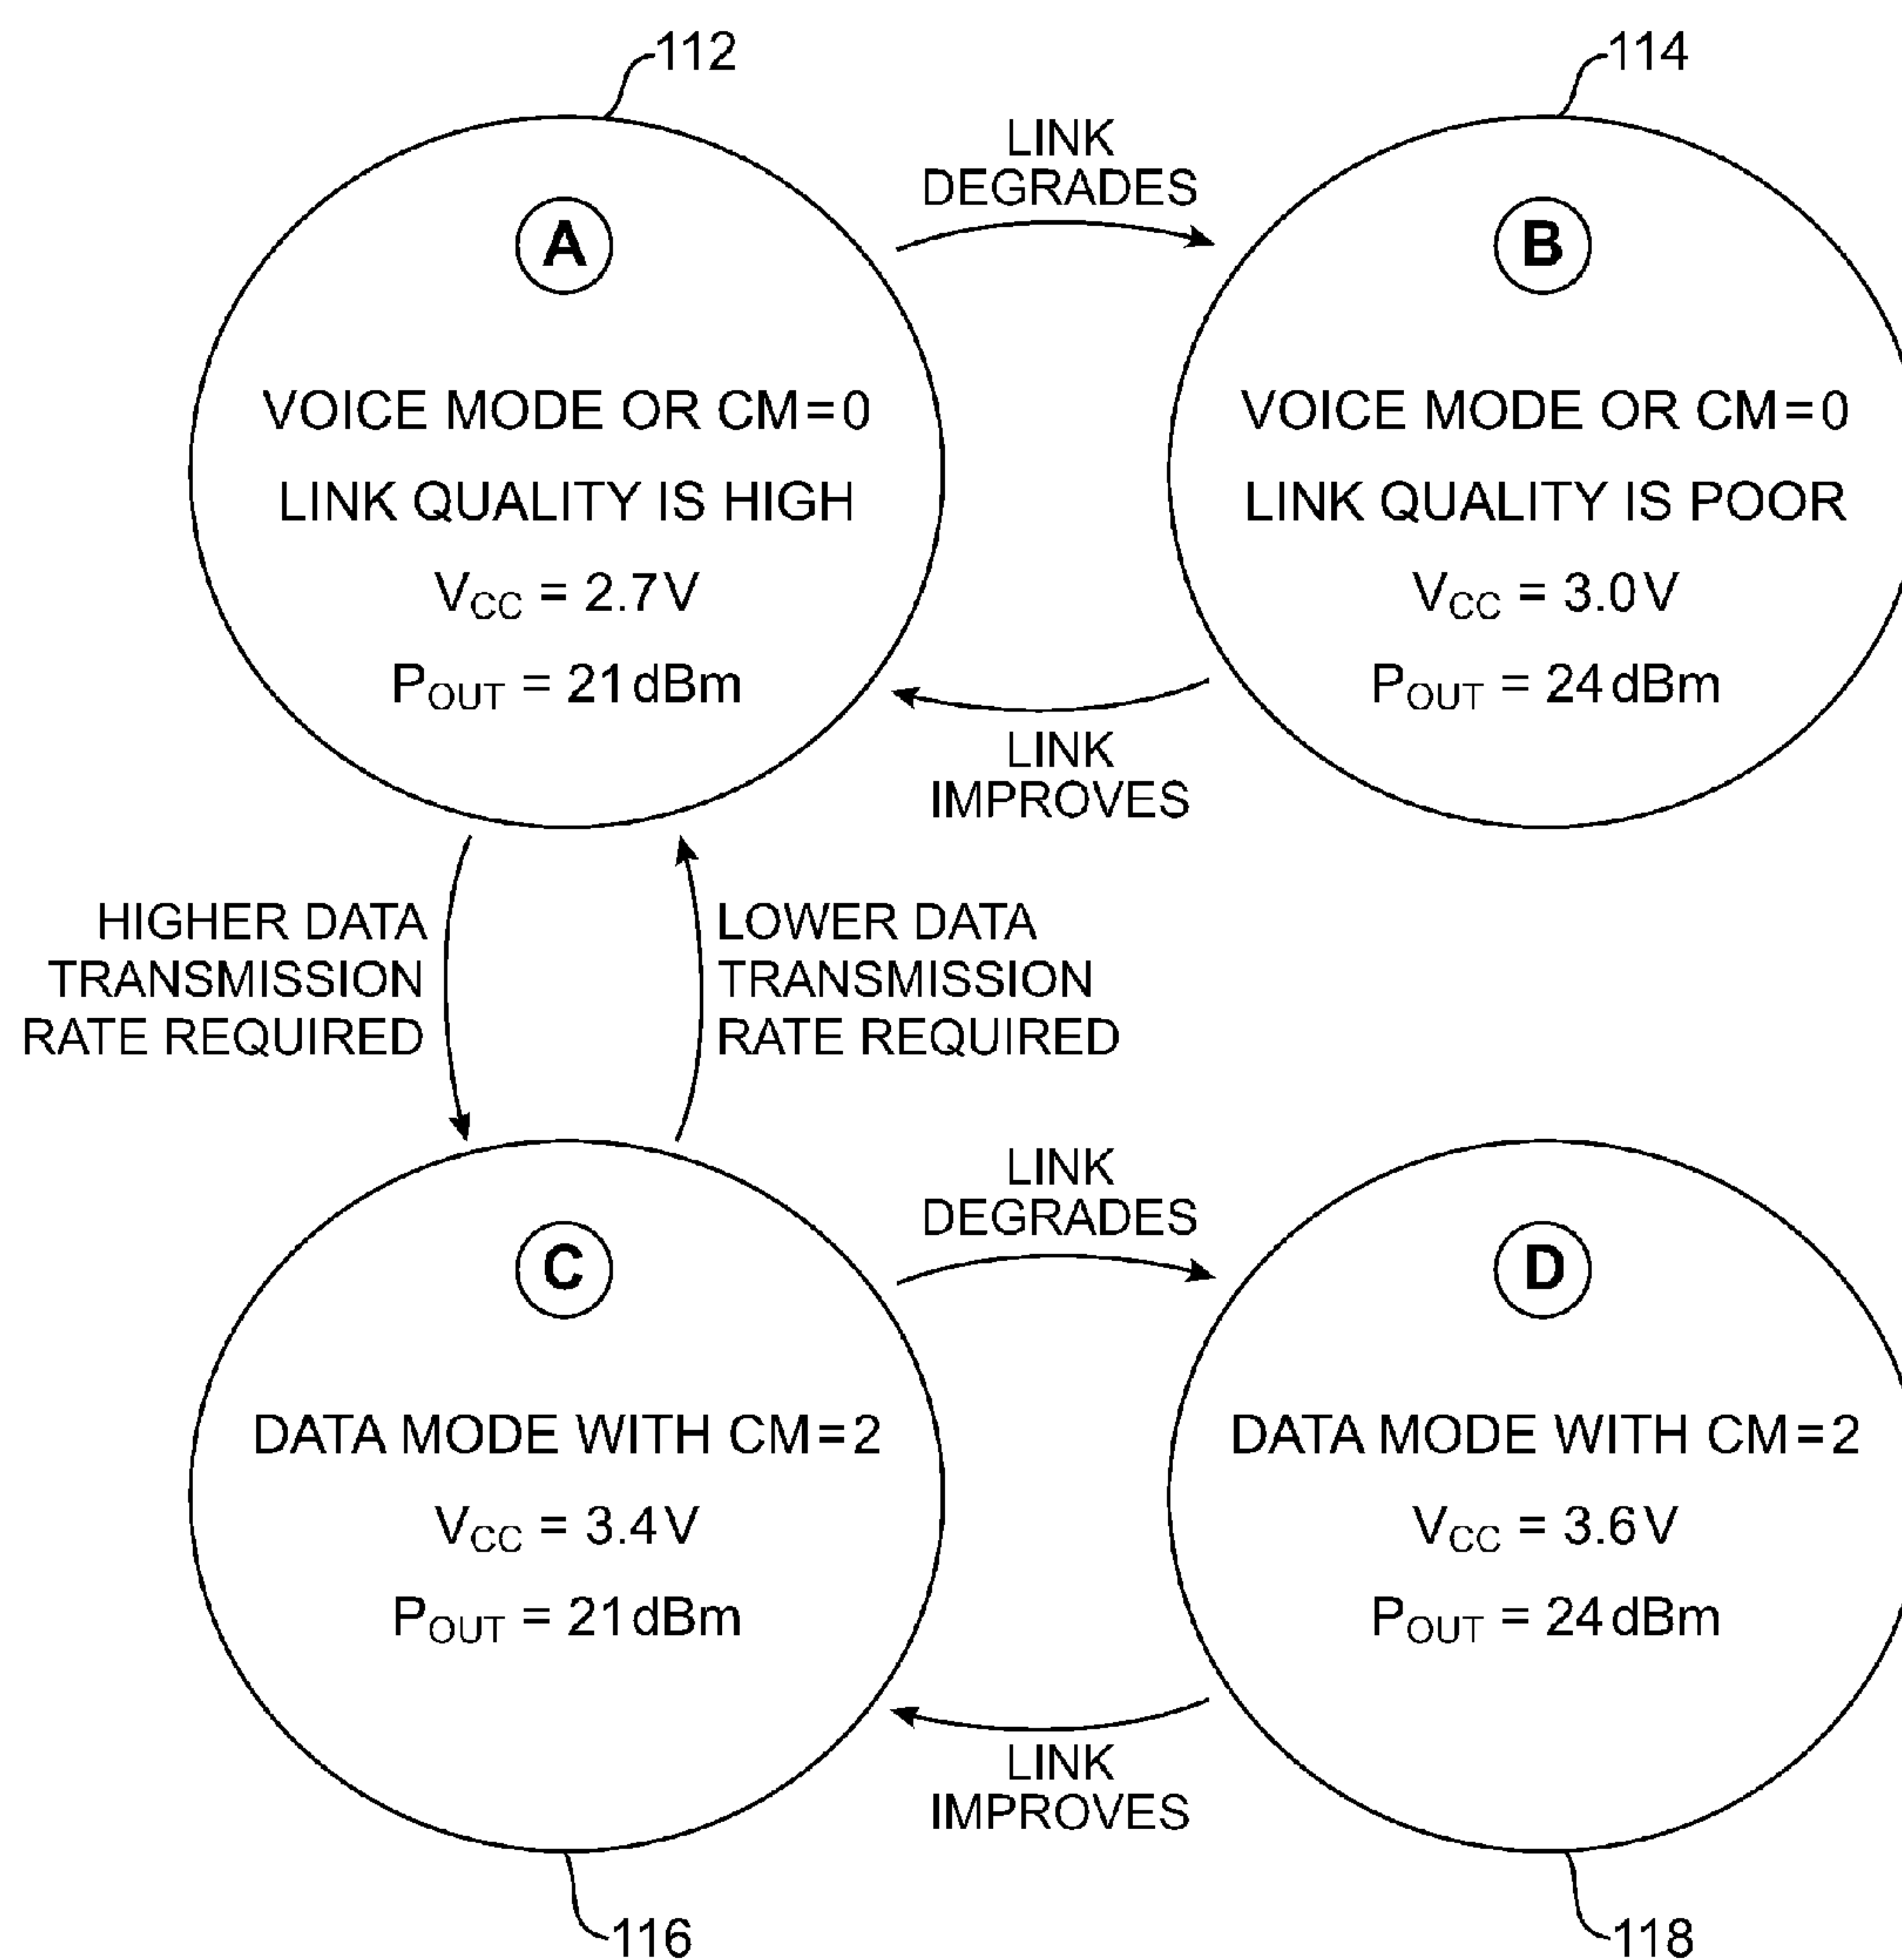 112
114
LINK
DEGRADES
A
B
VOICE MODE OR CM=0
LINK QUALITY IS HIGH
VCC = 2.7V
POUT = 21dBm
VOICE MODE OR CM=0
LINK QUALITY IS POOR
VCC = 3.0V
POUT = 24dBm
LINK
IMPROVES
HIGHER DATA
TRANSMISSION
RATE REQUIRED
LOWER DATA
TRANSMISSION
RATE REQUIRED
LINK
DEGRADES
C
D
DATA MODE WITH CM=2
VCC = 3.4V
POUT = 21dBm
DATA MODE WITH CM=2
VCC = 3.6V
POUT = 24dBm
LINK
IMPROVES
116
118